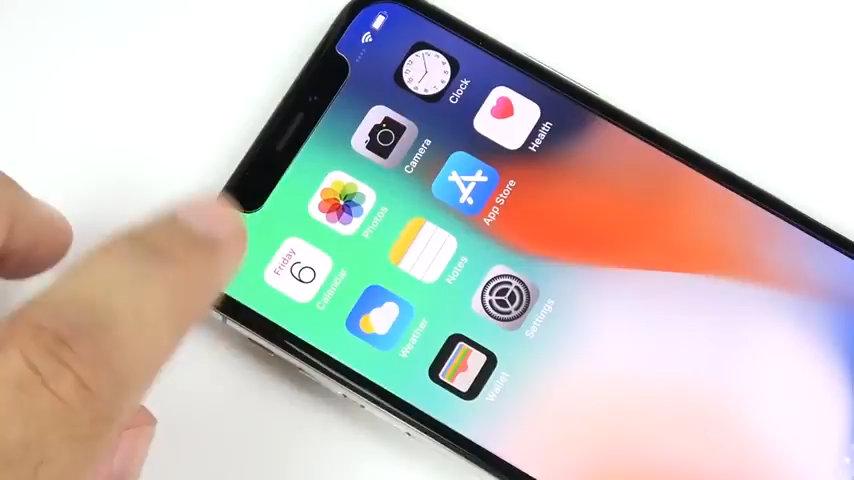 Friday
6
Calendar
Photos
Camera
Clock
Weather
Notes
App Store
Health
Wallet
Settings